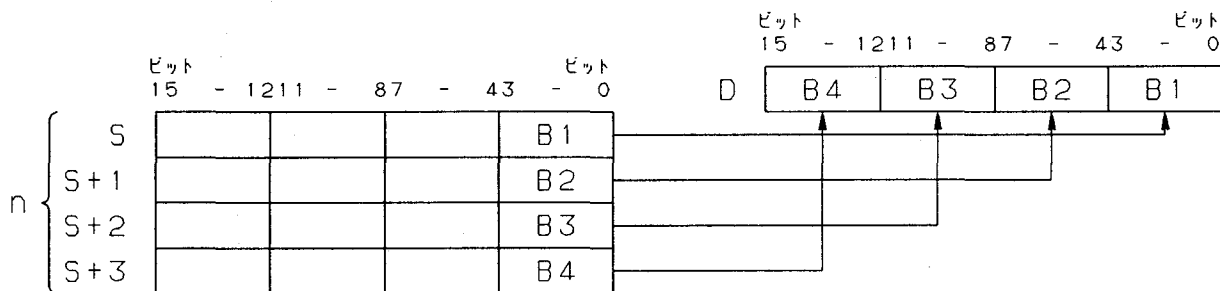 ビット ビット
15 - 1211 - 87 - 43 - 0
D B4 B3 B2 B1
ビット ビット
15 - 1211 - 87 - 43 - 0
S B1
S+1 B2
n
S+2 B3
S+3 B4